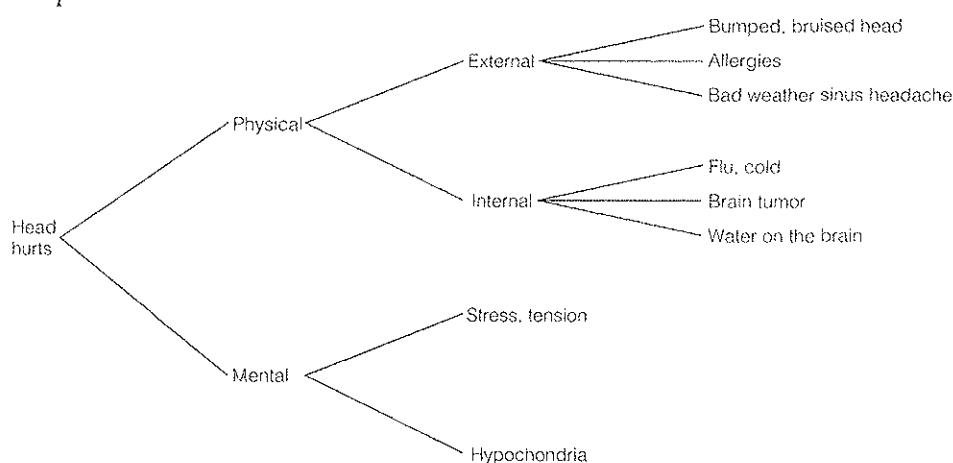 Bumped, bruised head
External
Allergies
Bad weather sinus headache
Physical
Flu, cold
Internal
Brain tumor
Water on the brain
Head
hurts
Stress, tension
Mental
Hypochondria